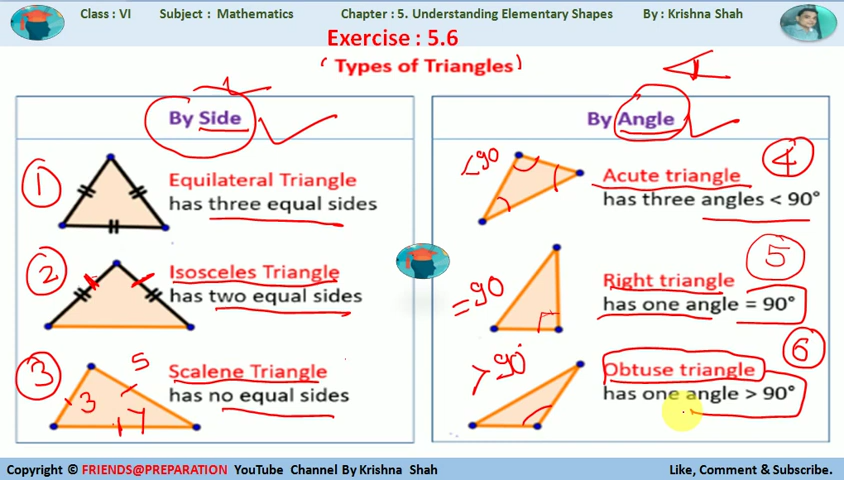 Class : VI Subject : Mathematics Chapter : 5. Understanding Elementary Shapes By : Krishna Shah
Exercise : 5.6
( Types of Triangles )
By Side
1
Equilateral Triangle
has three equal sides
2
Isosceles Triangle
has two equal sides
3
Scalene Triangle
has no equal sides
5
3
By Angle
<90
Acute triangle
has three angles < 90°
4
=90
Right triangle
has one angle = 90°
5
>90°
Obtuse triangle
has one angle > 90°
6
Copyright © FRIENDS@PREPARATION YouTube Channel By Krishna Shah Like, Comment & Subscribe.